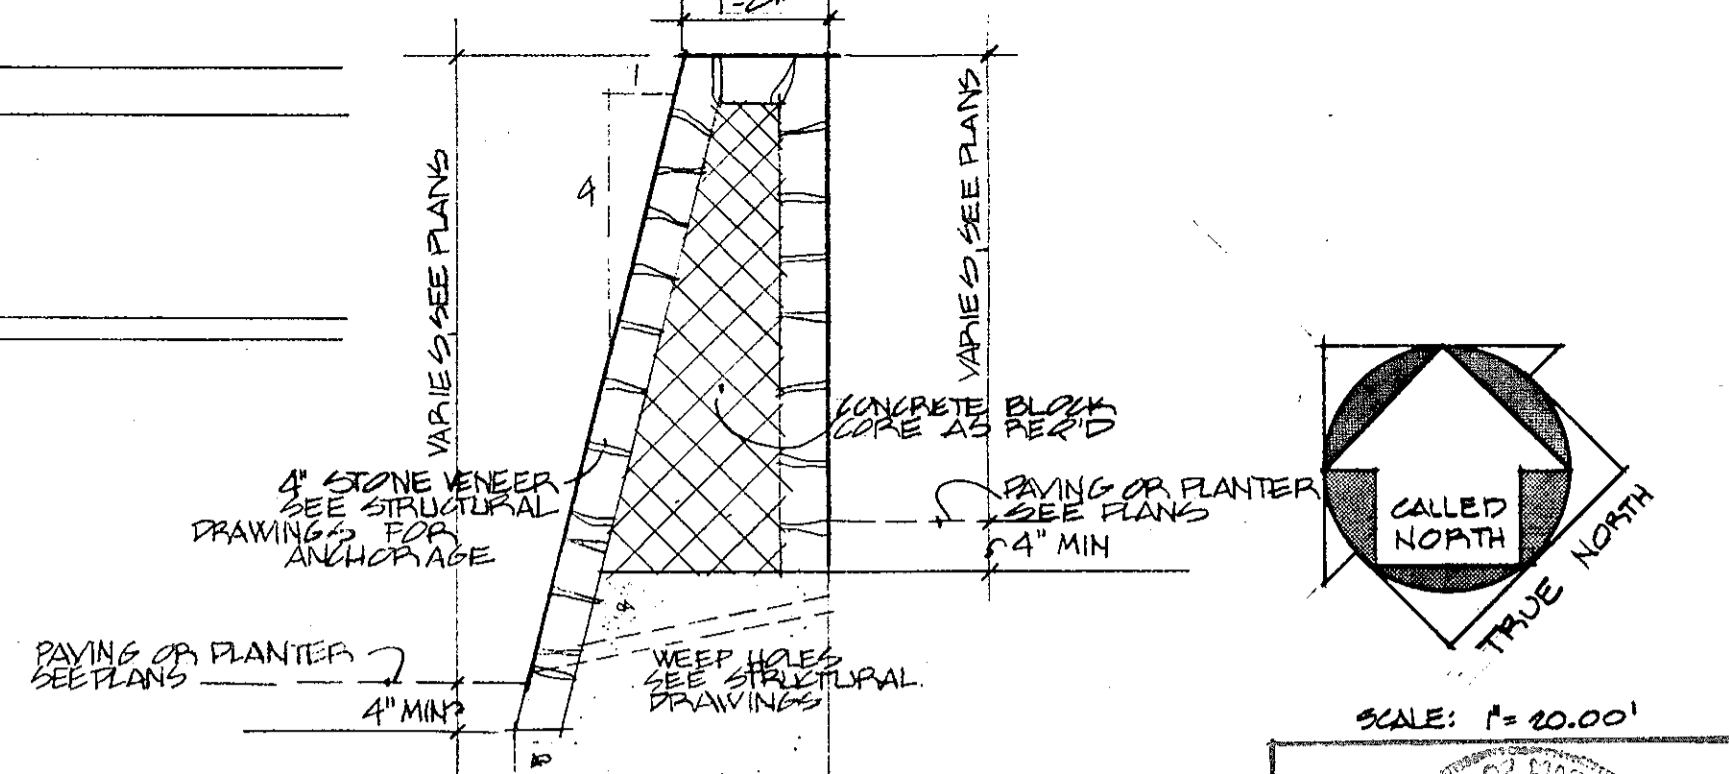 1
4
VARIES, SEE PLANS
VARIES, SEE PLANS
CONCRETE BLOCK
CORE AS REQ'D
4" STONE VENEER
SEE STRUCTURAL
DRAWINGS FOR
ANCHORAGE
PAVING OR PLANTER
SEE PLANS
4" MIN
CALLED
NORTH
TRUE NORTH
PAVING OR PLANTER
SEE PLANS
4" MIN
WEEP HOLES
SEE STRUCTURAL
DRAWINGS
SCALE: 1"= 20.00'